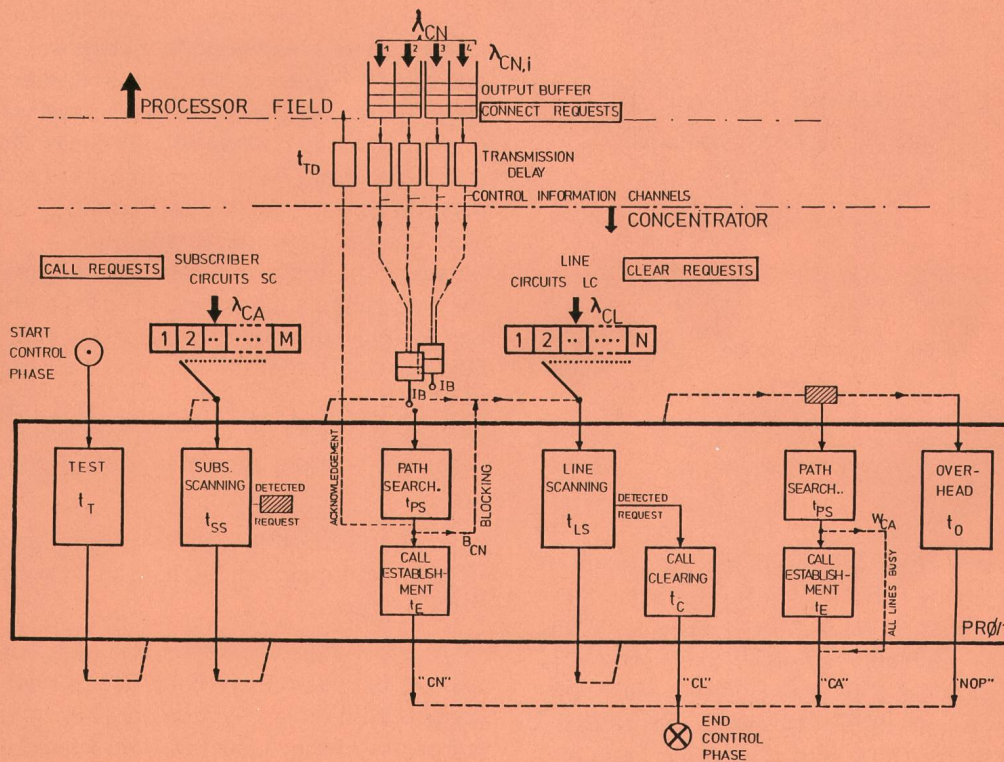 λCN
1 2 3 4
λCN,i
OUTPUT BUFFER
PROCESSOR FIELD
CONNECT REQUESTS
tTD
TRANSMISSION
DELAY
CONTROL INFORMATION CHANNELS
CONCENTRATOR
CALL REQUESTS
SUBSCRIBER
CIRCUITS SC
LINE
CIRCUITS LC
CLEAR REQUESTS
λCA
λCL
START
CONTROL
PHASE
1 2 ·· ···· M
1 2 ·· ···· N
IB
IB
TEST
tT
SUBS.
SCANNING
tSS
DETECTED
REQUEST
ACKNOWLEDGEMENT
PATH
SEARCH.
tPS
BCN
BLOCKING
CALL
ESTABLISH-
MENT
tE
LINE
SCANNING
tLS
DETECTED
REQUEST
CALL
CLEARING
tC
PATH
SEARCH..
tPS
WCA
CALL
ESTABLISH-
MENT
tE
ALL LINES BUSY
OVER-
HEAD
tO
"CN"
"CL"
"CA"
"NOP"
END
CONTROL
PHASE